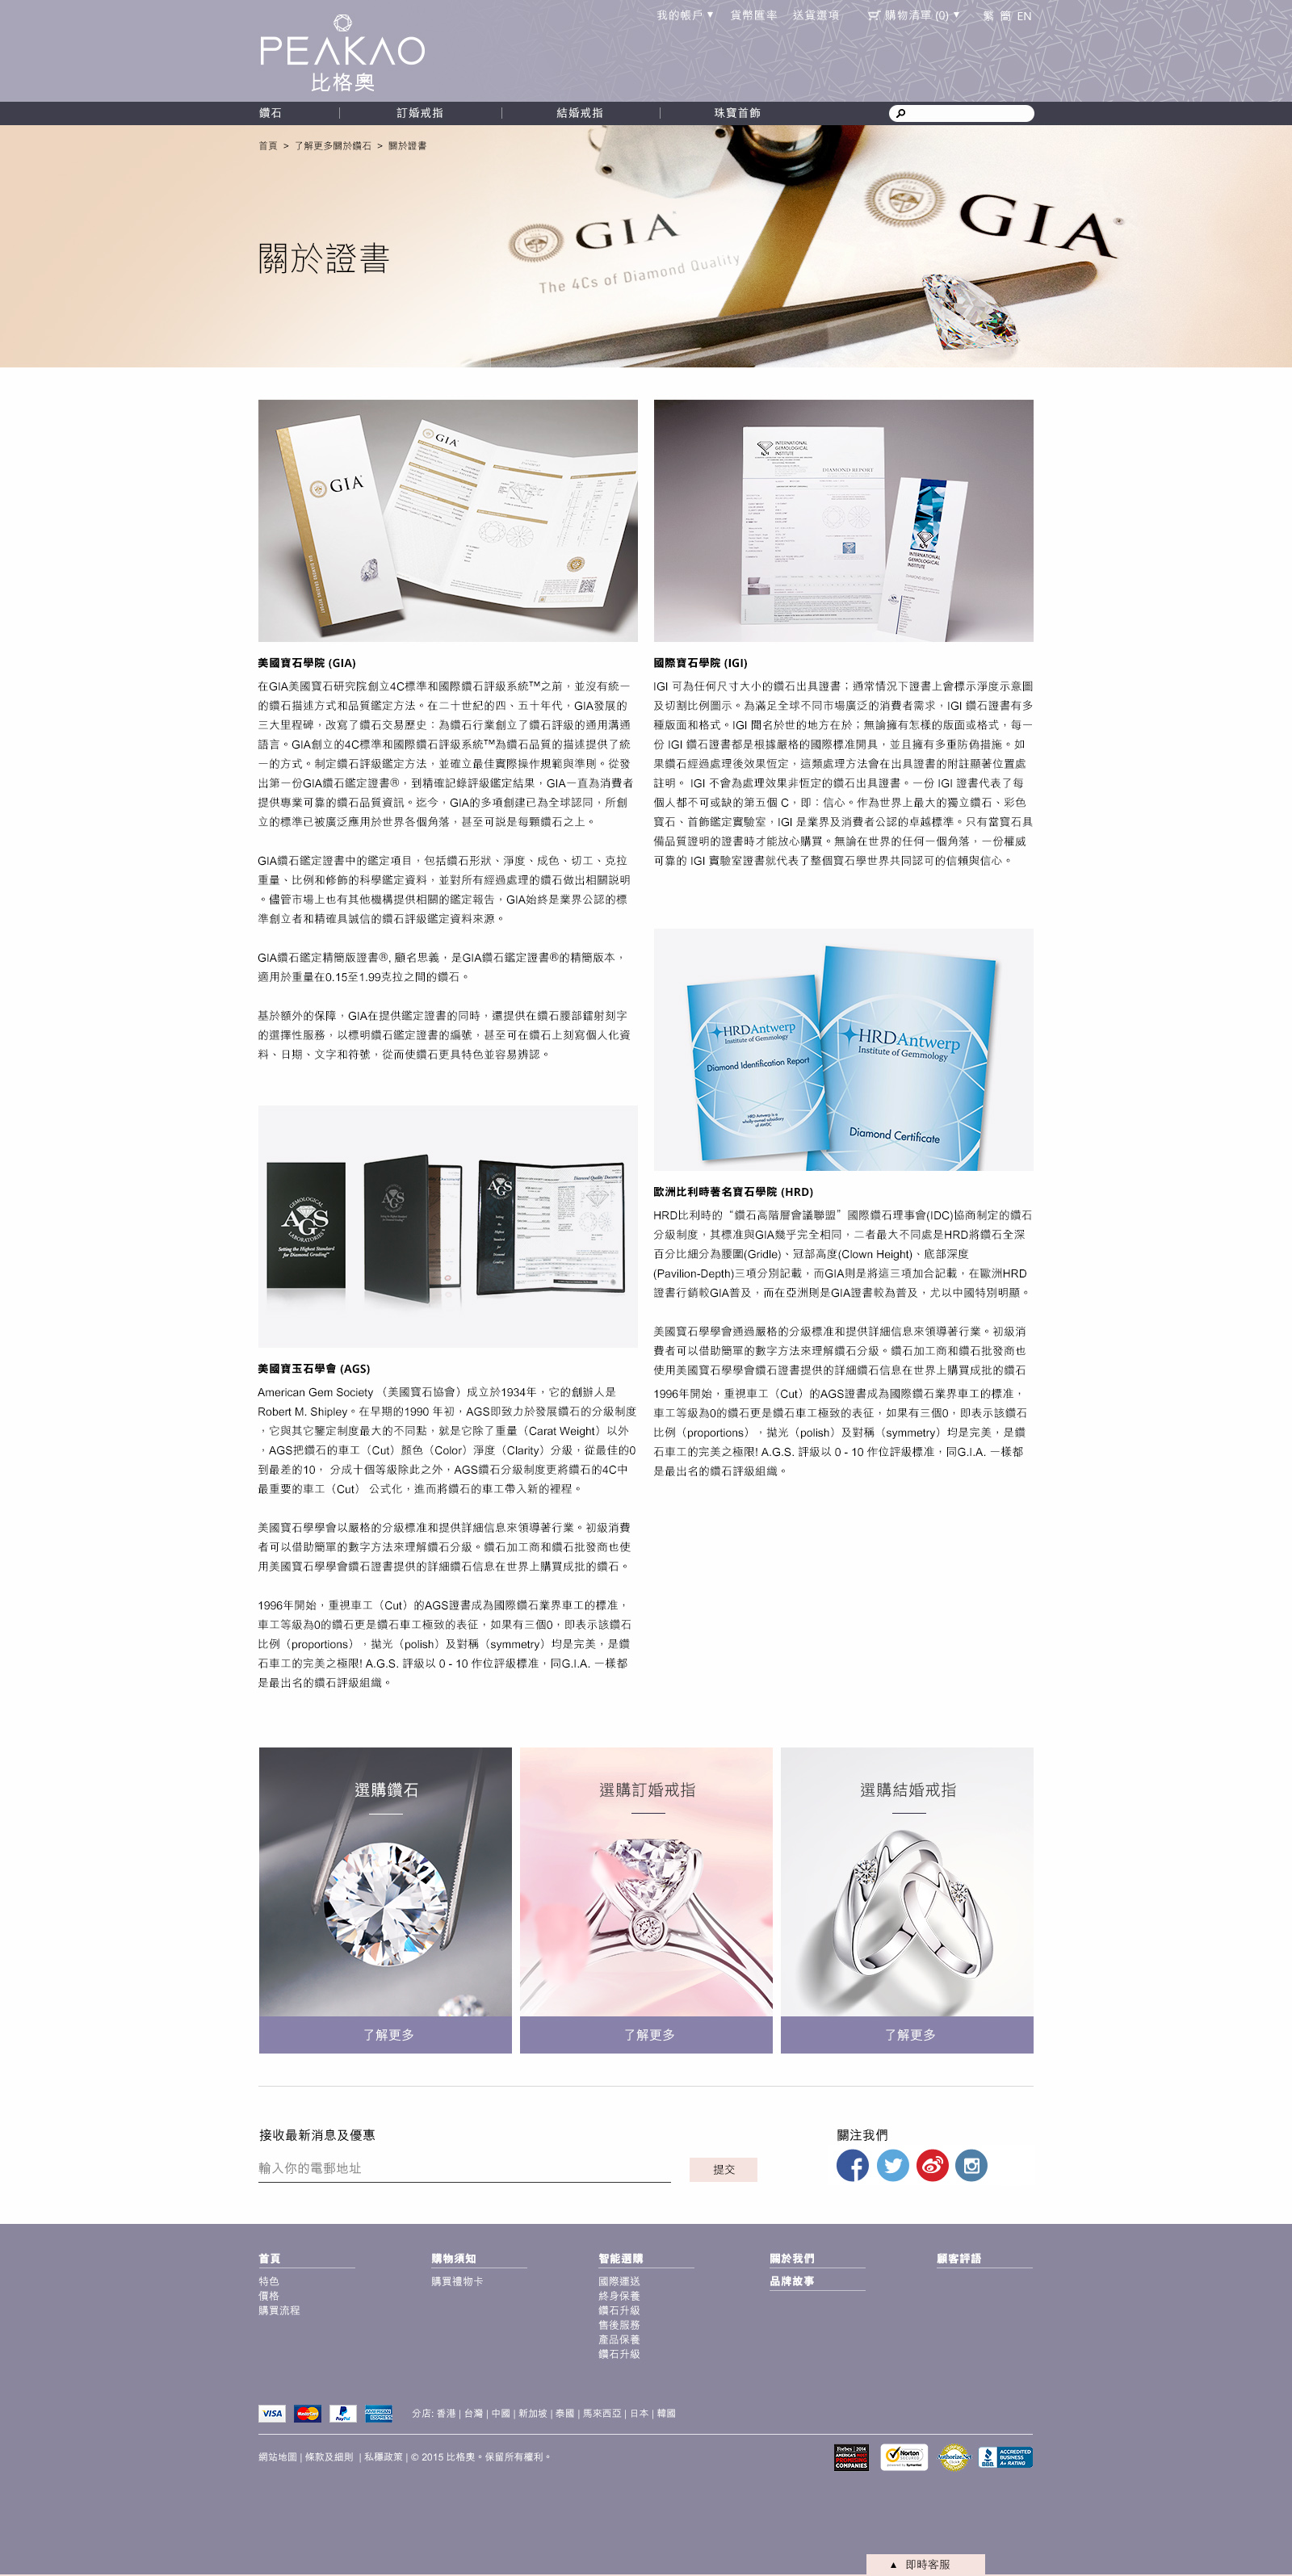 我的帳戶 ▼ 貨幣匯率 送貨選項 購物清單 (0) ▼ 繁 簡 EN
PEAKAO
比格奧
鑽石 | 訂婚戒指 | 結婚戒指 | 珠寶首飾
首頁 > 了解更多關於鑽石 > 關於證書
關於證書
GIA
The 4Cs of Diamond Quality
GIA
GIA
GIA
美國寶石學院 (GIA)
在GIA美國寶石研究院創立4C標準和國際鑽石評級系統™之前，並沒有統一
的鑽石描述方式和品質鑑定方法。在二十世紀的四、五十年代，GIA發展的
三大里程碑，改寫了鑽石交易歷史：為鑽石行業創立了鑽石評級的通用溝通
語言。GIA創立的4C標準和國際鑽石評級系統™為鑽石品質的描述提供了統
一的方式。制定鑽石評級鑑定方法，並確立最佳實際操作規範與準則。從發
出第一份GIA鑽石鑑定證書®，到精確記錄評級鑑定結果，GIA一直為消費者
提供專業可靠的鑽石品質資訊。迄今，GIA的多項創建已為全球認同，所創
立的標準已被廣泛應用於世界各個角落，甚至可説是每顆鑽石之上。
GIA鑽石鑑定證書中的鑑定項目，包括鑽石形狀、淨度、成色、切工、克拉
重量、比例和修飾的科學鑑定資料，並對所有經過處理的鑽石做出相關説明
。儘管市場上也有其他機構提供相關的鑑定報告，GIA始終是業界公認的標
準創立者和精確具誠信的鑽石評級鑑定資料來源。
GIA鑽石鑑定精簡版證書®, 顧名思義，是GIA鑽石鑑定證書®的精簡版本，
適用於重量在0.15至1.99克拉之間的鑽石。
基於額外的保障，GIA在提供鑑定證書的同時，還提供在鑽石腰部鐳射刻字
的選擇性服務，以標明鑽石鑑定證書的編號，甚至可在鑽石上刻寫個人化資
料、日期、文字和符號，從而使鑽石更具特色並容易辨認。
GEMOLOGICAL
AGS
LABORATORIES
Setting the Highest Standard
for Diamond Grading™
AGS
AGS
Diamond Quality Document
美國寶玉石學會 (AGS)
American Gem Society （美國寶石協會）成立於1934年，它的創辦人是
Robert M. Shipley。在早期的1990 年初，AGS即致力於發展鑽石的分級制度
，它與其它鑒定制度最大的不同點，就是它除了重量（Carat Weight）以外
，AGS把鑽石的車工（Cut）顏色（Color）淨度（Clarity）分級，從最佳的0
到最差的10， 分成十個等級除此之外，AGS鑽石分級制度更將鑽石的4C中
最重要的車工（Cut） 公式化，進而將鑽石的車工帶入新的裡程。
美國寶石學學會以嚴格的分級標准和提供詳細信息來領導著行業。初級消費
者可以借助簡單的數字方法來理解鑽石分級。鑽石加工商和鑽石批發商也使
用美國寶石學學會鑽石證書提供的詳細鑽石信息在世界上購買成批的鑽石。
1996年開始，重視車工（Cut）的AGS證書成為國際鑽石業界車工的標准，
車工等級為0的鑽石更是鑽石車工極致的表征，如果有三個0，即表示該鑽石
比例（proportions），拋光（polish）及對稱（symmetry）均是完美，是鑽
石車工的完美之極限! A.G.S. 評級以 0 - 10 作位評級標准，同G.I.A. 一樣都
是最出名的鑽石評級組織。
INTERNATIONAL
GEMOLOGICAL
INSTITUTE
DIAMOND REPORT
INTERNATIONAL
GEMOLOGICAL
INSTITUTE
DIAMOND REPORT
國際寶石學院 (IGI)
IGI 可為任何尺寸大小的鑽石出具證書；通常情況下證書上會標示淨度示意圖
及切割比例圖示。為滿足全球不同市場廣泛的消費者需求，IGI 鑽石證書有多
種版面和格式。IGI 聞名於世的地方在於；無論擁有怎樣的版面或格式，每一
份 IGI 鑽石證書都是根據嚴格的國際標准開具，並且擁有多重防偽措施。如
果鑽石經過處理後效果恆定，這類處理方法會在出具證書的附註顯著位置處
註明。 IGI 不會為處理效果非恆定的鑽石出具證書。一份 IGI 證書代表了每
個人都不可或缺的第五個 C，即：信心。作為世界上最大的獨立鑽石、彩色
寶石、首飾鑑定實驗室，IGI 是業界及消費者公認的卓越標準。只有當寶石具
備品質證明的證書時才能放心購買。無論在世界的任何一個角落，一份權威
可靠的 IGI 實驗室證書就代表了整個寶石學世界共同認可的信賴與信心。
HRDAntwerp
Institute of Gemmology
Diamond Identification Report
HRD Antwerp is a
wholly-owned subsidiary
of AWDC
HRDAntwerp
Institute of Gemmology
Diamond Certificate
歐洲比利時著名寶石學院 (HRD)
HRD比利時的“鑽石高階層會議聯盟”國際鑽石理事會(IDC)協商制定的鑽石
分級制度，其標准與GIA幾乎完全相同，二者最大不同處是HRD將鑽石全深
百分比細分為腰圍(Gridle)、冠部高度(Clown Height)、底部深度
(Pavilion-Depth)三項分別記載，而GIA則是將這三項加合記載，在歐洲HRD
證書行銷較GIA普及，而在亞洲則是GIA證書較為普及，尤以中國特別明顯。
美國寶石學學會通過嚴格的分級標准和提供詳細信息來領導著行業。初級消
費者可以借助簡單的數字方法來理解鑽石分級。鑽石加工商和鑽石批發商也
使用美國寶石學學會鑽石證書提供的詳細鑽石信息在世界上購買成批的鑽石
1996年開始，重視車工（Cut）的AGS證書成為國際鑽石業界車工的標准，
車工等級為0的鑽石更是鑽石車工極致的表征，如果有三個0，即表示該鑽石
比例（proportions），拋光（polish）及對稱（symmetry）均是完美，是鑽
石車工的完美之極限! A.G.S. 評級以 0 - 10 作位評級標准，同G.I.A. 一樣都
是最出名的鑽石評級組織。
選購鑽石
了解更多
選購訂婚戒指
了解更多
選購結婚戒指
了解更多
接收最新消息及優惠
輸入你的電郵地址
提交
關注我們
首頁
特色
價格
購買流程
購物須知
購買禮物卡
智能選購
國際運送
終身保養
鑽石升級
售後服務
產品保養
鑽石升級
關於我們
品牌故事
顧客評語
VISA MasterCard PayPal AMERICAN EXPRESS
分店: 香港 | 台灣 | 中國 | 新加坡 | 泰國 | 馬來西亞 | 日本 | 韓國
網站地圖 | 條款及細則 | 私隱政策 | © 2015 比格奧。保留所有權利。
Forbes 2014 AMERICA'S MOST PROMISING COMPANIES
Norton SECURED powered by Symantec
Authorize.Net
BBB ACCREDITED BUSINESS A+ RATING
▲ 即時客服